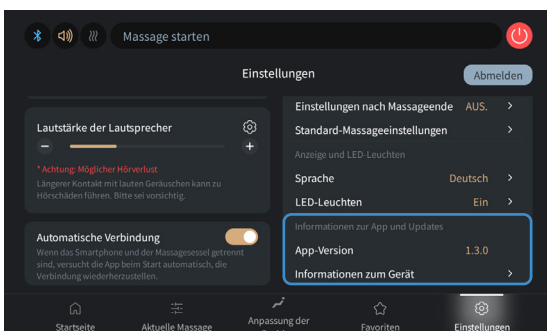 Massage starten
Einstellungen
Abmelden
Lautstärke der Lautsprecher
* Achtung: Möglicher Hörverlust
Längerer Kontakt mit lauten Geräuschen kann zu
Hörschäden führen. Bitte sei vorsichtig.
Automatische Verbindung
Wenn das Smartphone und der Massagesessel getrennt
sind, versucht die App beim Start automatisch, die
Verbindung wiederherzustellen.
Einstellungen nach Massageende AUS. >
Standard-Massageeinstellungen >
Anzeige und LED-Leuchten
Sprache Deutsch >
LED-Leuchten Ein >
Informationen zur App und Updates
App-Version 1.3.0
Informationen zum Gerät >
Startseite
Aktuelle Massage
Anpassung der
Favoriten
Einstellungen